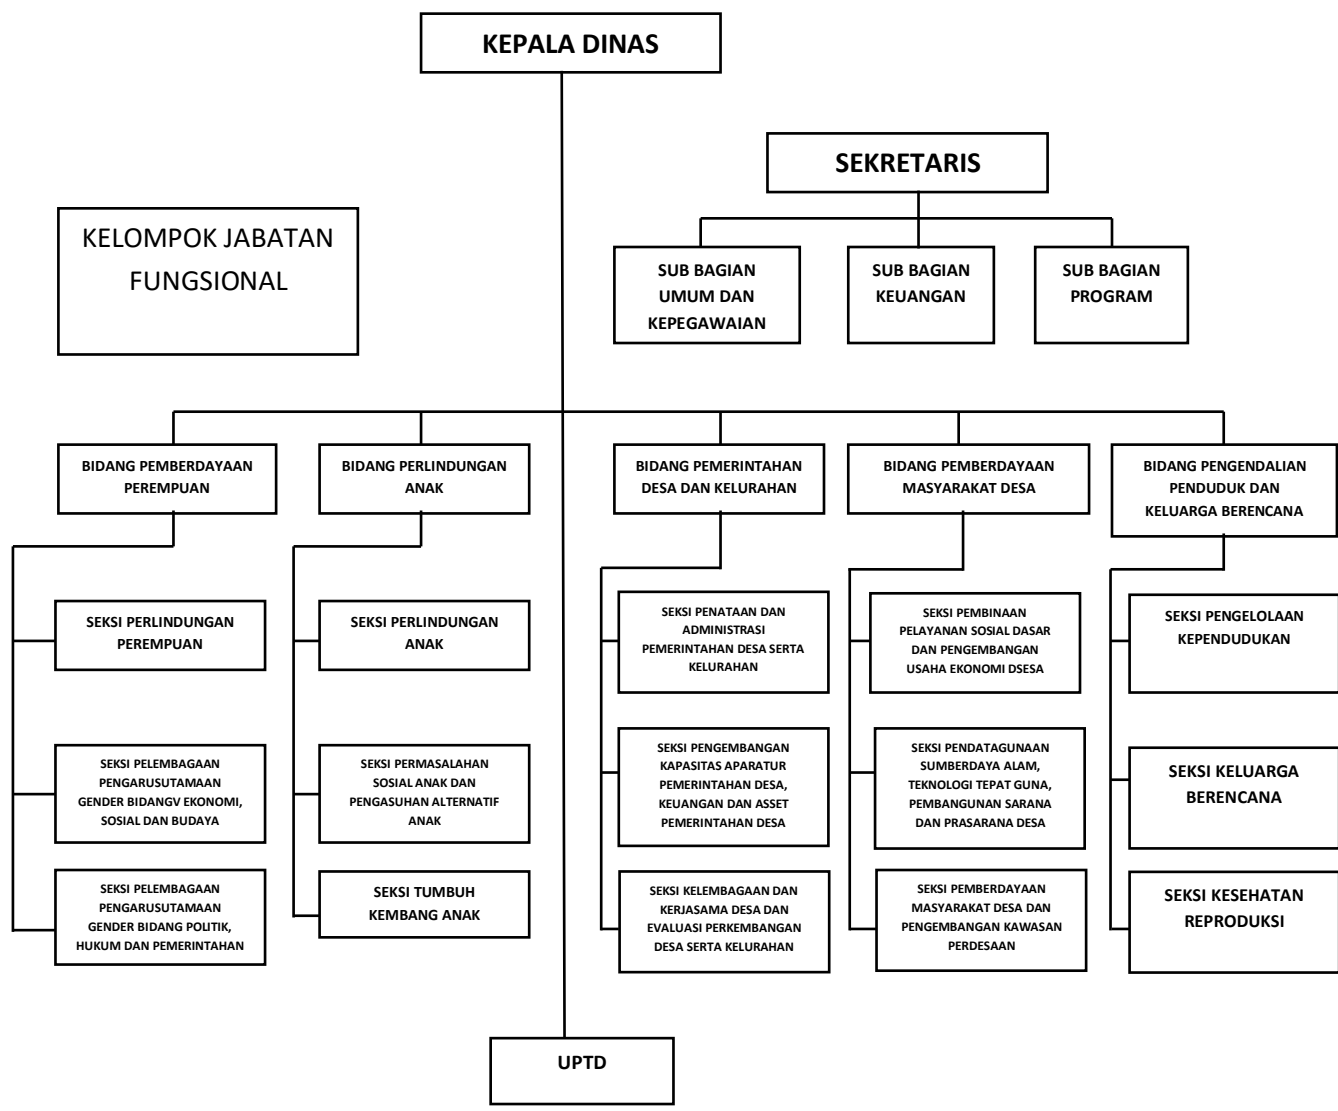 KEPALA DINAS
SEKRETARIS
KELOMPOK JABATAN
FUNGSIONAL
SUB BAGIAN
UMUM DAN
KEPEGAWAIAN
SUB BAGIAN
KEUANGAN
SUB BAGIAN
PROGRAM
BIDANG PEMBERDAYAAN
PEREMPUAN
BIDANG PERLINDUNGAN
ANAK
BIDANG PEMERINTAHAN
DESA DAN KELURAHAN
BIDANG PEMBERDAYAAN
MASYARAKAT DESA
BIDANG PENGENDALIAN
PENDUDUK DAN
KELUARGA BERENCANA
SEKSI PERLINDUNGAN
PEREMPUAN
SEKSI PERLINDUNGAN
ANAK
SEKSI PENATAAN DAN
ADMINISTRASI
PEMERINTAHAN DESA SERTA
KELURAHAN
SEKSI PEMBINAAN
PELAYANAN SOSIAL DASAR
DAN PENGEMBANGAN
USAHA EKONOMI DSESA
SEKSI PENGELOLAAN
KEPENDUDUKAN
SEKSI PELEMBAGAAN
PENGARUSUTAMAAN
GENDER BIDANGV EKONOMI,
SOSIAL DAN BUDAYA
SEKSI PERMASALAHAN
SOSIAL ANAK DAN
PENGASUHAN ALTERNATIF
ANAK
SEKSI PENGEMBANGAN
KAPASITAS APARATUR
PEMERINTAHAN DESA,
KEUANGAN DAN ASSET
PEMERINTAHAN DESA
SEKSI PENDATAGUNAAN
SUMBERDAYA ALAM,
TEKNOLOGI TEPAT GUNA,
PEMBANGUNAN SARANA
DAN PRASARANA DESA
SEKSI KELUARGA
BERENCANA
SEKSI PELEMBAGAAN
PENGARUSUTAMAAN
GENDER BIDANG POLITIK,
HUKUM DAN PEMERINTAHAN
SEKSI TUMBUH
KEMBANG ANAK
SEKSI KELEMBAGAAN DAN
KERJASAMA DESA DAN
EVALUASI PERKEMBANGAN
DESA SERTA KELURAHAN
SEKSI PEMBERDAYAAN
MASYARAKAT DESA DAN
PENGEMBANGAN KAWASAN
PERDESAAN
SEKSI KESEHATAN
REPRODUKSI
UPTD